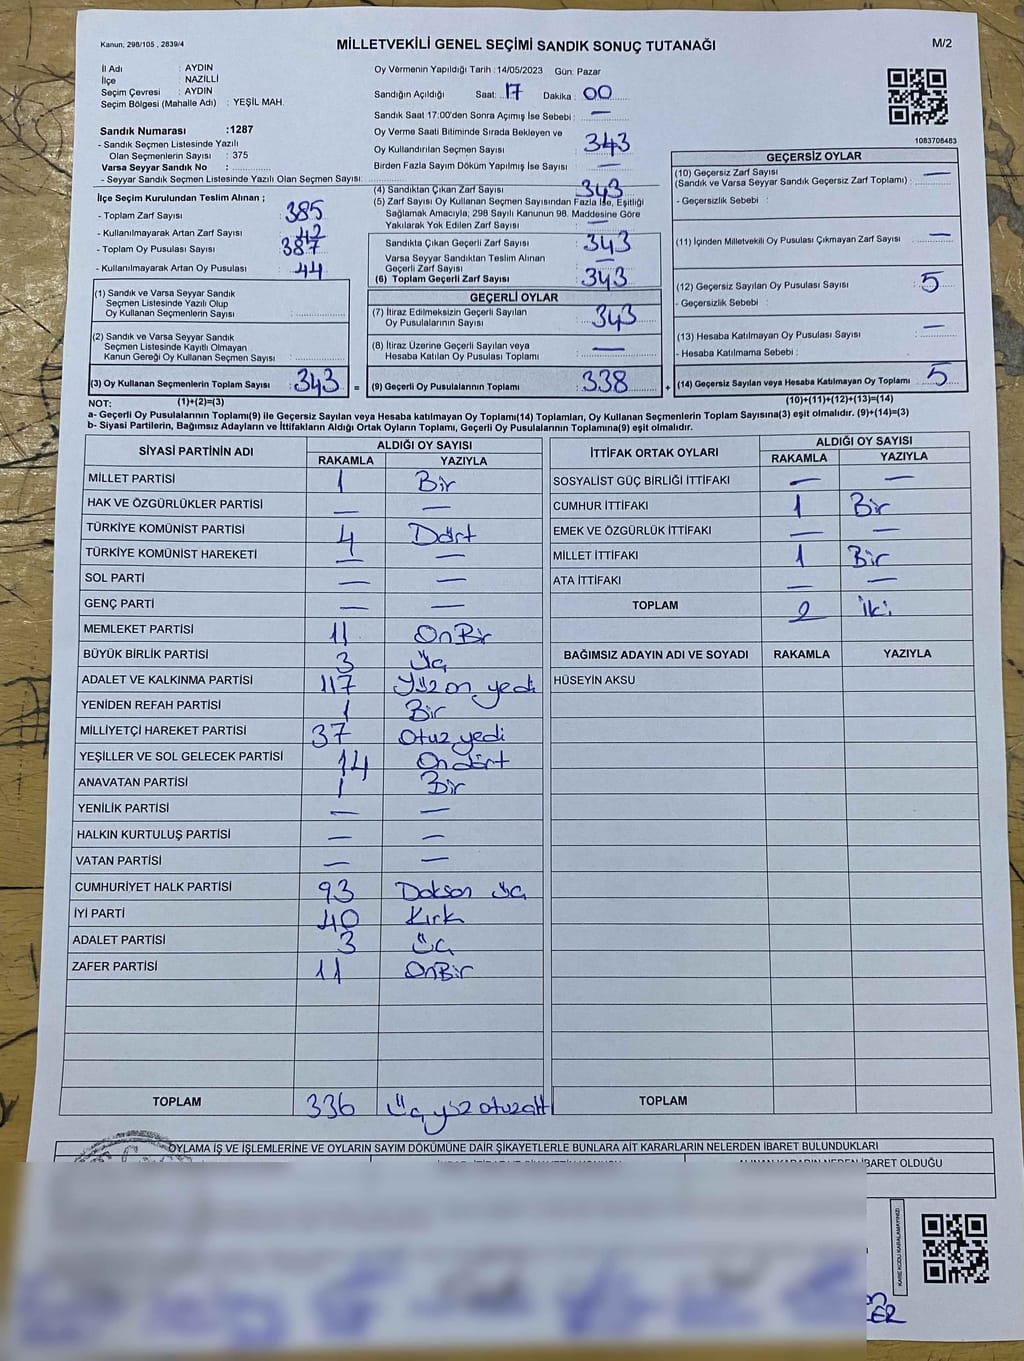 Kanun, 298/105 , 2839/4
MİLLETVEKİLİ GENEL SEÇİMİ SANDIK SONUÇ TUTANAĞI
M/2
İl Adı : AYDIN
İlçe : NAZİLLİ
Seçim Çevresi : AYDIN
Seçim Bölgesi (Mahalle Adı) : YEŞİL MAH.
Sandık Numarası :1287
- Sandık Seçmen Listesinde Yazılı
Olan Seçmenlerin Sayısı : 375
Varsa Seyyar Sandık No :
- Seyyar Sandık Seçmen Listesinde Yazılı Olan Seçmen Sayısı:
İlçe Seçim Kurulundan Teslim Alınan ;
- Toplam Zarf Sayısı : 385
- Kullanılmayarak Artan Zarf Sayısı : 42
- Toplam Oy Pusulası Sayısı : 387
- Kullanılmayarak Artan Oy Pusulası : 44
(1) Sandık ve Varsa Seyyar Sandık
Seçmen Listesinde Yazılı Olup
Oy Kullanan Seçmenlerin Sayısı :
(2) Sandık ve Varsa Seyyar Sandık
Seçmen Listesinde Kayıtlı Olmayan
Kanun Gereği Oy Kullanan Seçmen Sayısı :
(3) Oy Kullanan Seçmenlerin Toplam Sayısı : 343 =
(1)+(2)=(3)
Oy Vermenin Yapıldığı Tarih : 14/05/2023 Gün: Pazar
Sandığın Açıldığı Saat: 17 Dakika : 00
Sandık Saat 17:00'den Sonra Açımış İse Sebebi : —
Oy Verme Saati Bitiminde Sırada Bekleyen ve
Oy Kullandırılan Seçmen Sayısı : 343
Birden Fazla Sayım Döküm Yapılmış İse Sayısı : —
(4) Sandıktan Çıkan Zarf Sayısı : 343
(5) Zarf Sayısı Oy Kullanan Seçmen Sayısından Fazla İse, Eşitliği
Sağlamak Amacıyla; 298 Sayılı Kanunun 98. Maddesine Göre
Yakılarak Yok Edilen Zarf Sayısı : —
Sandıkta Çıkan Geçerli Zarf Sayısı : 343
Varsa Seyyar Sandıktan Teslim Alınan
Geçerli Zarf Sayısı : —
(6) Toplam Geçerli Zarf Sayısı : 343
GEÇERLİ OYLAR
(7) İtiraz Edilmeksizin Geçerli Sayılan
Oy Pusulalarının Sayısı : 343
(8) İtiraz Üzerine Geçerli Sayılan veya
Hesaba Katılan Oy Pusulası Toplamı : —
(9) Geçerli Oy Pusulalarının Toplamı : 338 +
1083708483
GEÇERSİZ OYLAR
(10) Geçersiz Zarf Sayısı
(Sandık ve Varsa Seyyar Sandık Geçersiz Zarf Toplamı) : —
- Geçersizlik Sebebi :
(11) İçinden Milletvekili Oy Pusulası Çıkmayan Zarf Sayısı : —
(12) Geçersiz Sayılan Oy Pusulası Sayısı : 5
- Geçersizlik Sebebi :
(13) Hesaba Katılmayan Oy Pusulası Sayısı : —
- Hesaba Katılmama Sebebi :
(14) Geçersiz Sayılan veya Hesaba Katılmayan Oy Toplamı : 5
(10)+(11)+(12)+(13)=(14)
NOT:
a- Geçerli Oy Pusulalarının Toplamı(9) ile Geçersiz Sayılan veya Hesaba katılmayan Oy Toplamı(14) Toplamları, Oy Kullanan Seçmenlerin Toplam Sayısına(3) eşit olmalıdır. (9)+(14)=(3)
b- Siyasi Partilerin, Bağımsız Adayların ve İttifakların Aldığı Oyların Toplamı, Geçerli Oy Pusulalarının Toplamına(9) eşit olmalıdır.
SİYASİ PARTİNİN ADI ALDIĞI OY SAYISI
RAKAMLA YAZIYLA
MİLLET PARTİSİ 1 Bir
HAK VE ÖZGÜRLÜKLER PARTİSİ — —
TÜRKİYE KOMÜNİST PARTİSİ 4 Dört
TÜRKİYE KOMÜNİST HAREKETİ — —
SOL PARTİ — —
GENÇ PARTİ — —
MEMLEKET PARTİSİ 11 OnBir
BÜYÜK BİRLİK PARTİSİ 3 Üç
ADALET VE KALKINMA PARTİSİ 117 Yüz on yedi
YENİDEN REFAH PARTİSİ 1 Bir
MİLLİYETÇİ HAREKET PARTİSİ 37 Otuz yedi
YEŞİLLER VE SOL GELECEK PARTİSİ 14 On dört
ANAVATAN PARTİSİ 1 Bir
YENİLİK PARTİSİ — —
HALKIN KURTULUŞ PARTİSİ — —
VATAN PARTİSİ — —
CUMHURİYET HALK PARTİSİ 93 Doksan üç
İYİ PARTİ 40 Kırk
ADALET PARTİSİ 3 Üç
ZAFER PARTİSİ 11 OnBir
TOPLAM 336 Üç yüz otuzaltı
İTTİFAK ORTAK OYLARI ALDIĞI OY SAYISI
RAKAMLA YAZIYLA
SOSYALİST GÜÇ BİRLİĞİ İTTİFAKI — —
CUMHUR İTTİFAKI 1 Bir
EMEK VE ÖZGÜRLÜK İTTİFAKI — —
MİLLET İTTİFAKI 1 Bir
ATA İTTİFAKI — —
TOPLAM 2 İki
BAĞIMSIZ ADAYIN ADI VE SOYADI RAKAMLA YAZIYLA
HÜSEYİN AKSU
TOPLAM
OYLAMA İŞ VE İŞLEMLERİNE VE OYLARIN SAYIM DÖKÜMÜNE DAİR ŞİKAYETLERLE BUNLARA AİT KARARLARIN NELERDEN İBARET BULUNDUKLARI
ALINAN KARARIN NEDEN İBARET OLDUĞU
KARE KODU KARALAMAYINIZ!